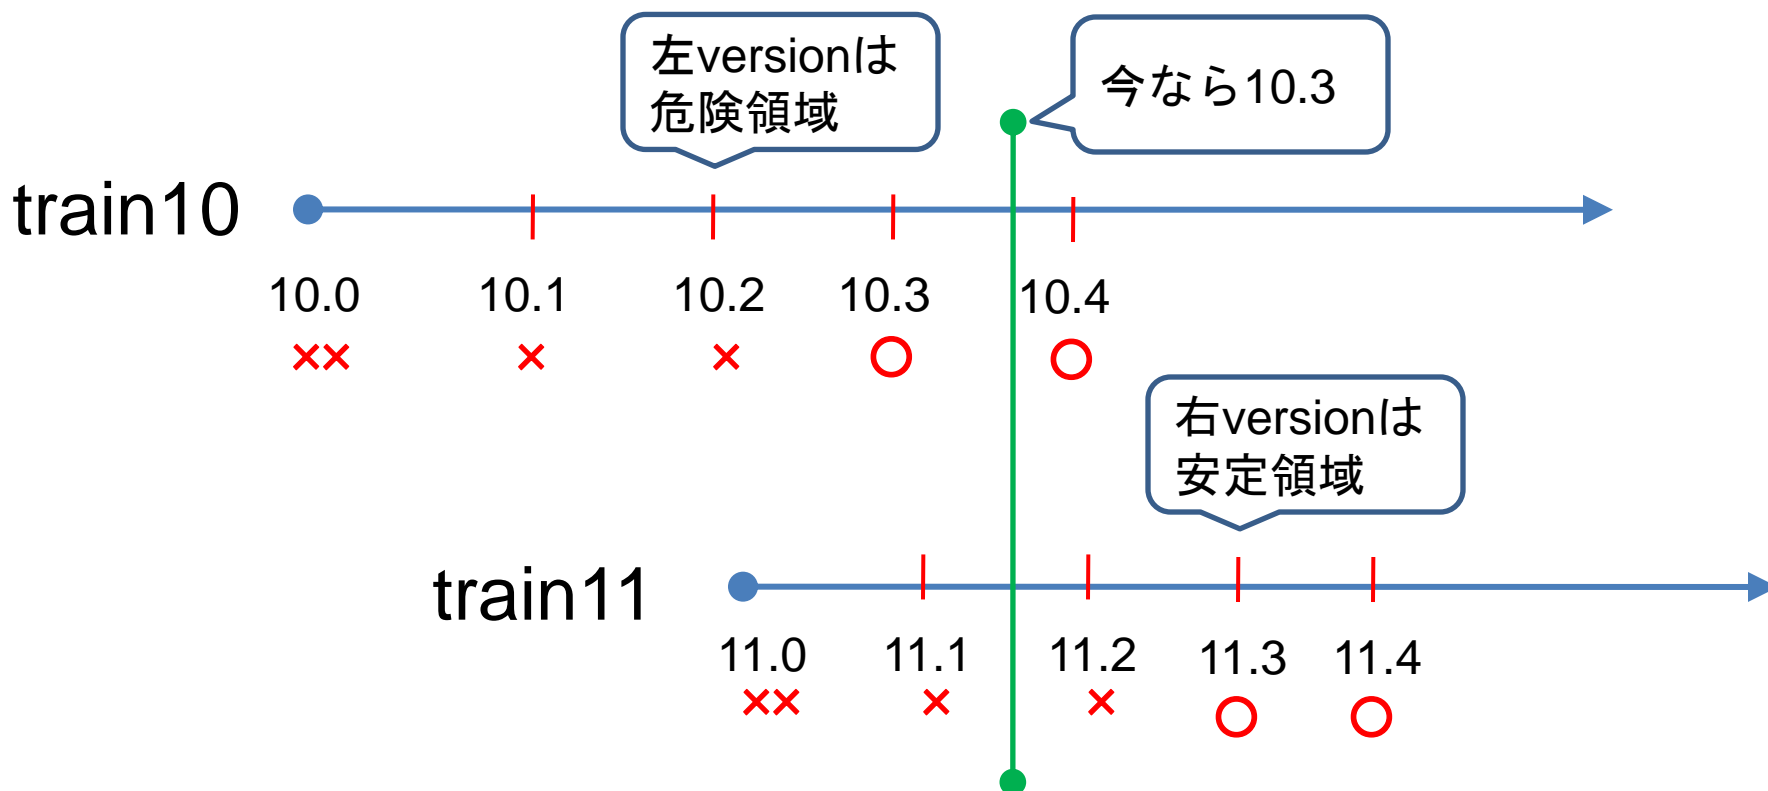 左versionは
危険領域
今なら10.3
train10
10.0 10.1 10.2 10.3 10.4
×× × × ○ ○
右versionは
安定領域
train11
11.0 11.1 11.2 11.3 11.4
×× × × ○ ○